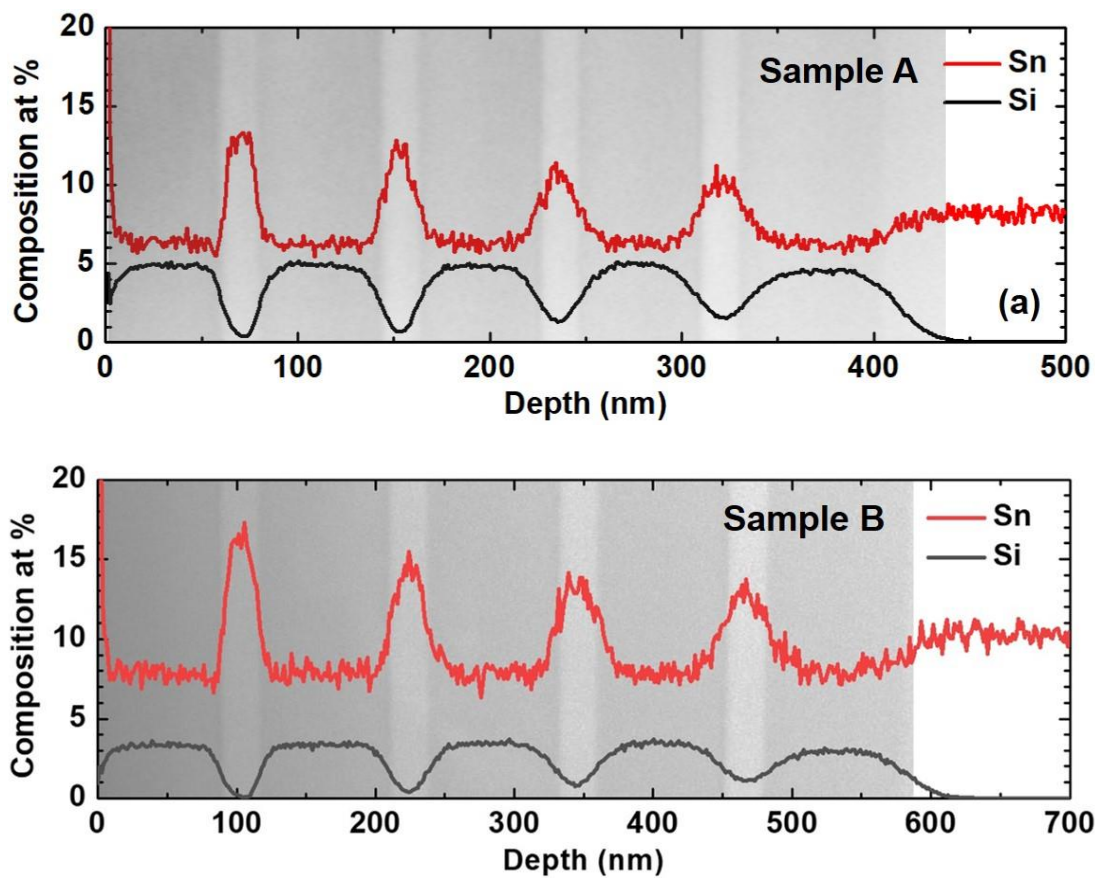 20
15
10
5
0
Composition at %
Sample A
Sn
Si
(a)
0 100 200 300 400 500
Depth (nm)
20
15
10
5
0
Composition at %
Sample B
Sn
Si
0 100 200 300 400 500 600 700
Depth (nm)